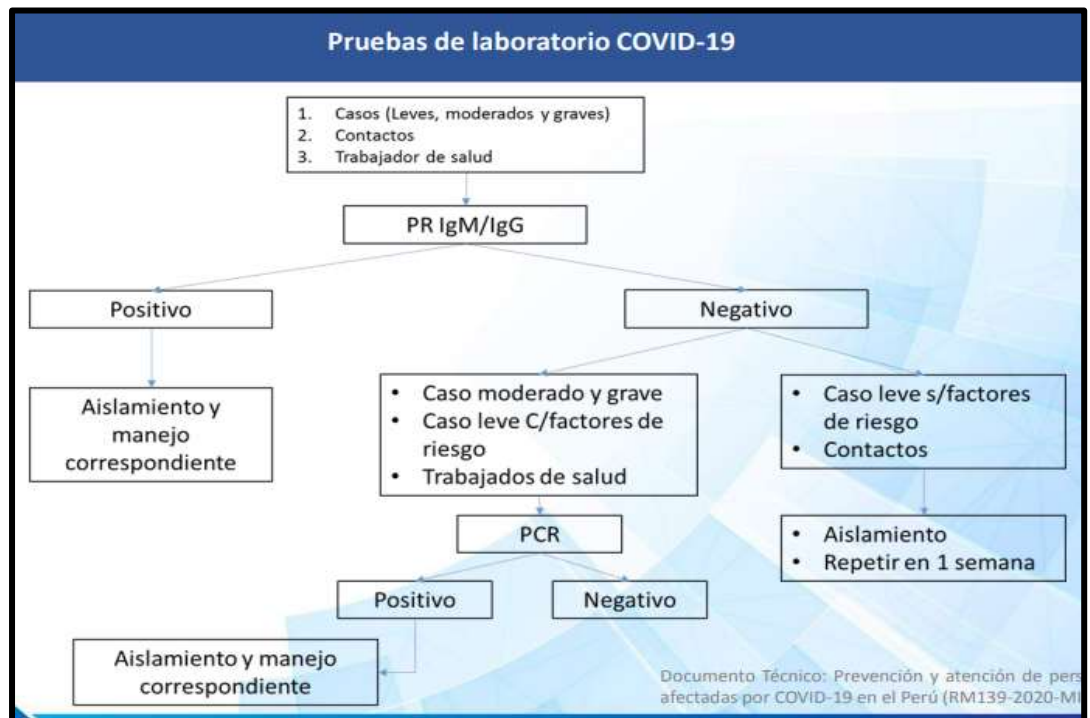 Pruebas de laboratorio COVID-19
1. Casos (Leves, moderados y graves)
2. Contactos
3. Trabajador de salud
PR IgM/IgG
Positivo
Negativo
Aislamiento y
manejo
correspondiente
• Caso moderado y grave
• Caso leve C/factores de
riesgo
• Trabajados de salud
• Caso leve s/factores
de riesgo
• Contactos
PCR
• Aislamiento
• Repetir en 1 semana
Positivo
Negativo
Aislamiento y manejo
correspondiente
Documento Técnico: Prevención y atención de pers
afectadas por COVID-19 en el Perú (RM139-2020-MI